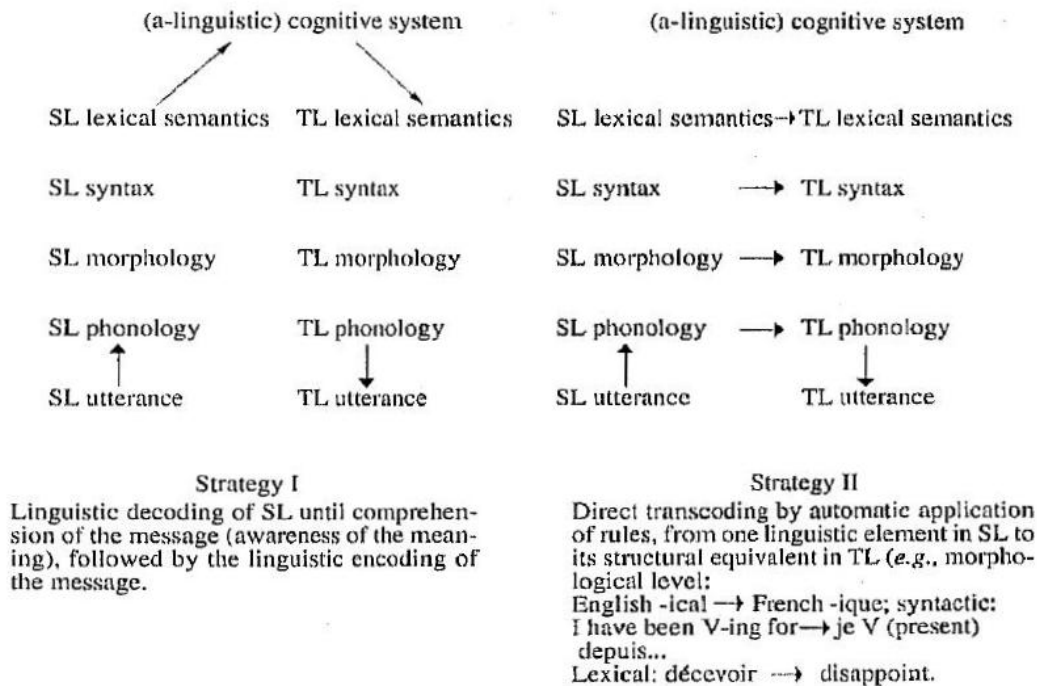 (a-linguistic) cognitive system
SL lexical semantics TL lexical semantics
SL syntax TL syntax
SL morphology TL morphology
SL phonology TL phonology
SL utterance TL utterance
Strategy I
Linguistic decoding of SL until comprehen-
sion of the message (awareness of the mean-
ing), followed by the linguistic encoding of
the message.
(a-linguistic) cognitive system
SL lexical semantics → TL lexical semantics
SL syntax → TL syntax
SL morphology → TL morphology
SL phonology → TL phonology
SL utterance TL utterance
Strategy II
Direct transcoding by automatic application
of rules, from one linguistic element in SL to
its structural equivalent in TL (e.g., morpho-
logical level:
English -ical → French -ique; syntactic:
I have been V-ing for → je V (present)
depuis...
Lexical: décevoir → disappoint.